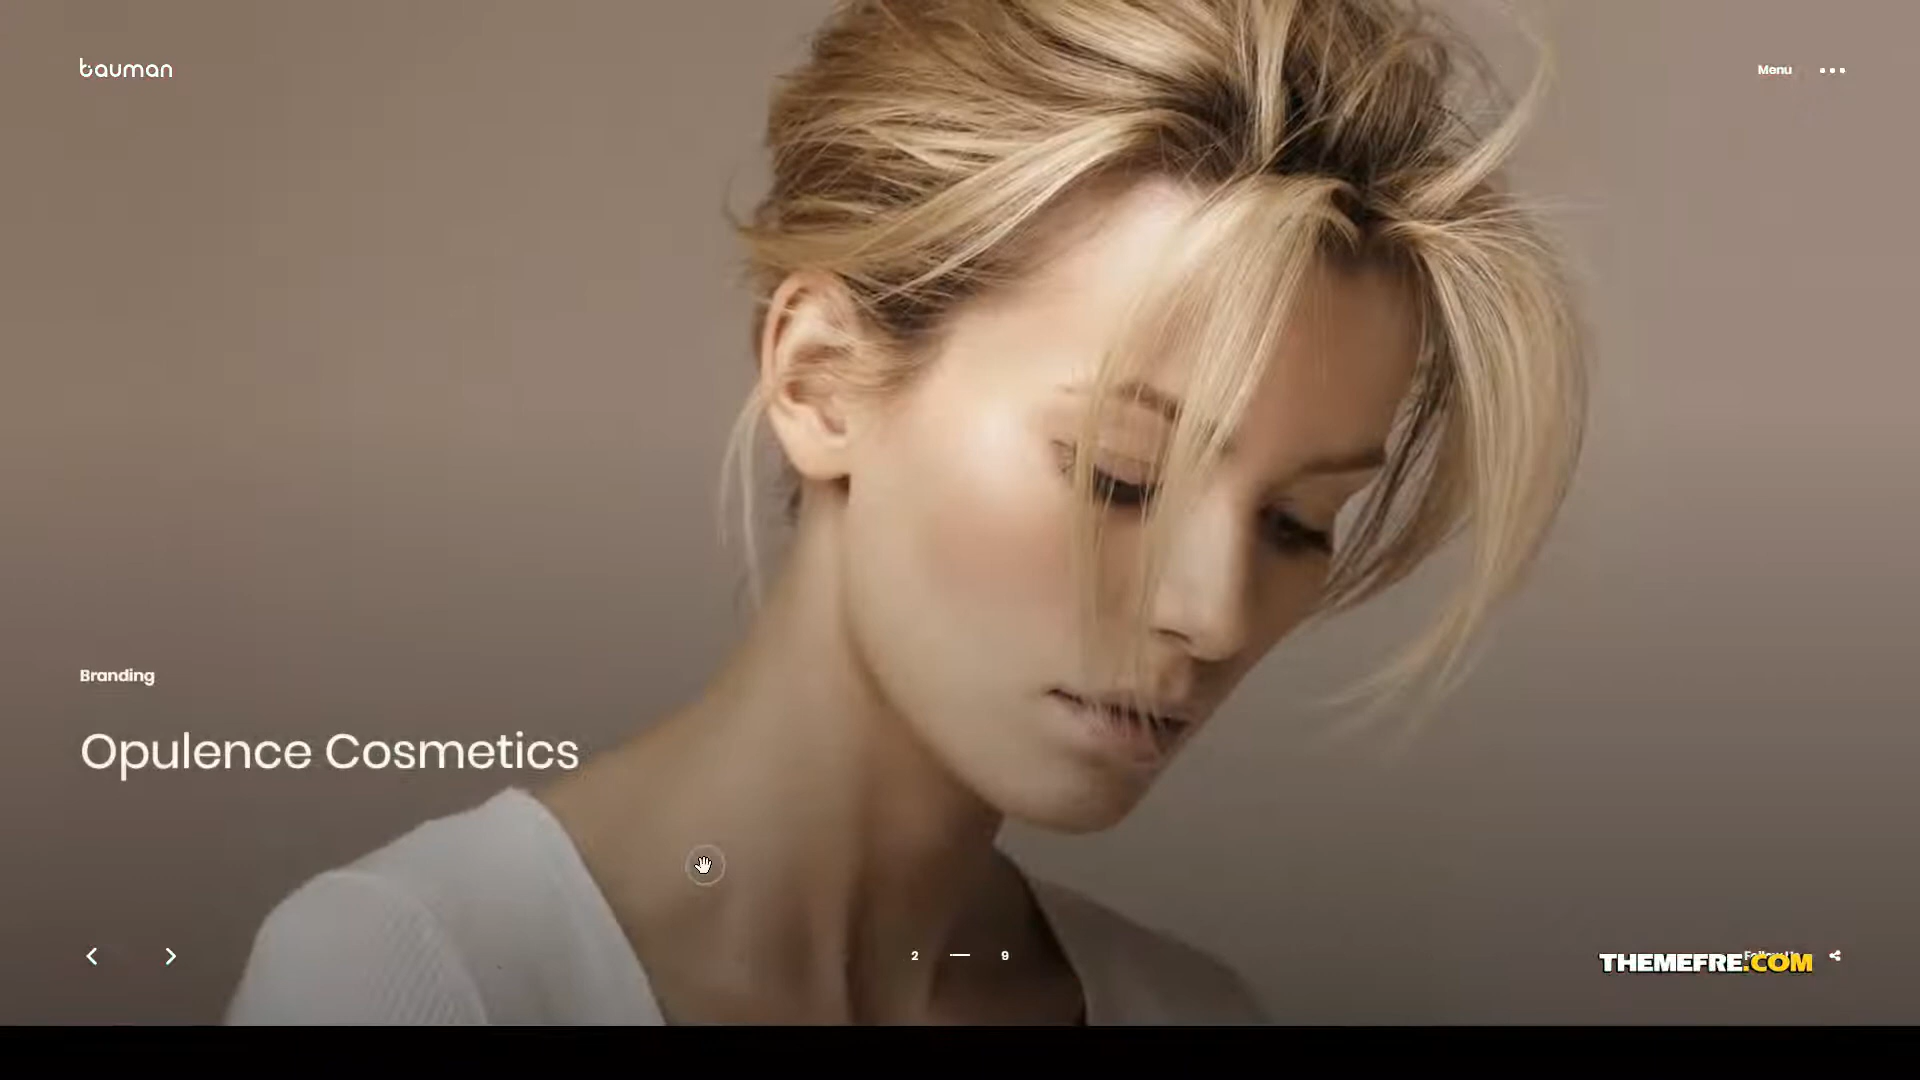 bauman
Menu
Branding
Opulence Cosmetics
2 — 9
THEMEFRE.COM